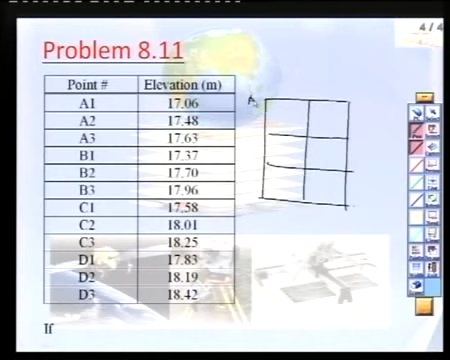 4/4
Problem 8.11
Point # Elevation (m)
A1 17.06
A2 17.48
A3 17.63
B1 17.37
B2 17.70
B3 17.96
C1 17.58
C2 18.01
C3 18.25
D1 17.83
D2 18.19
D3 18.42
A
If